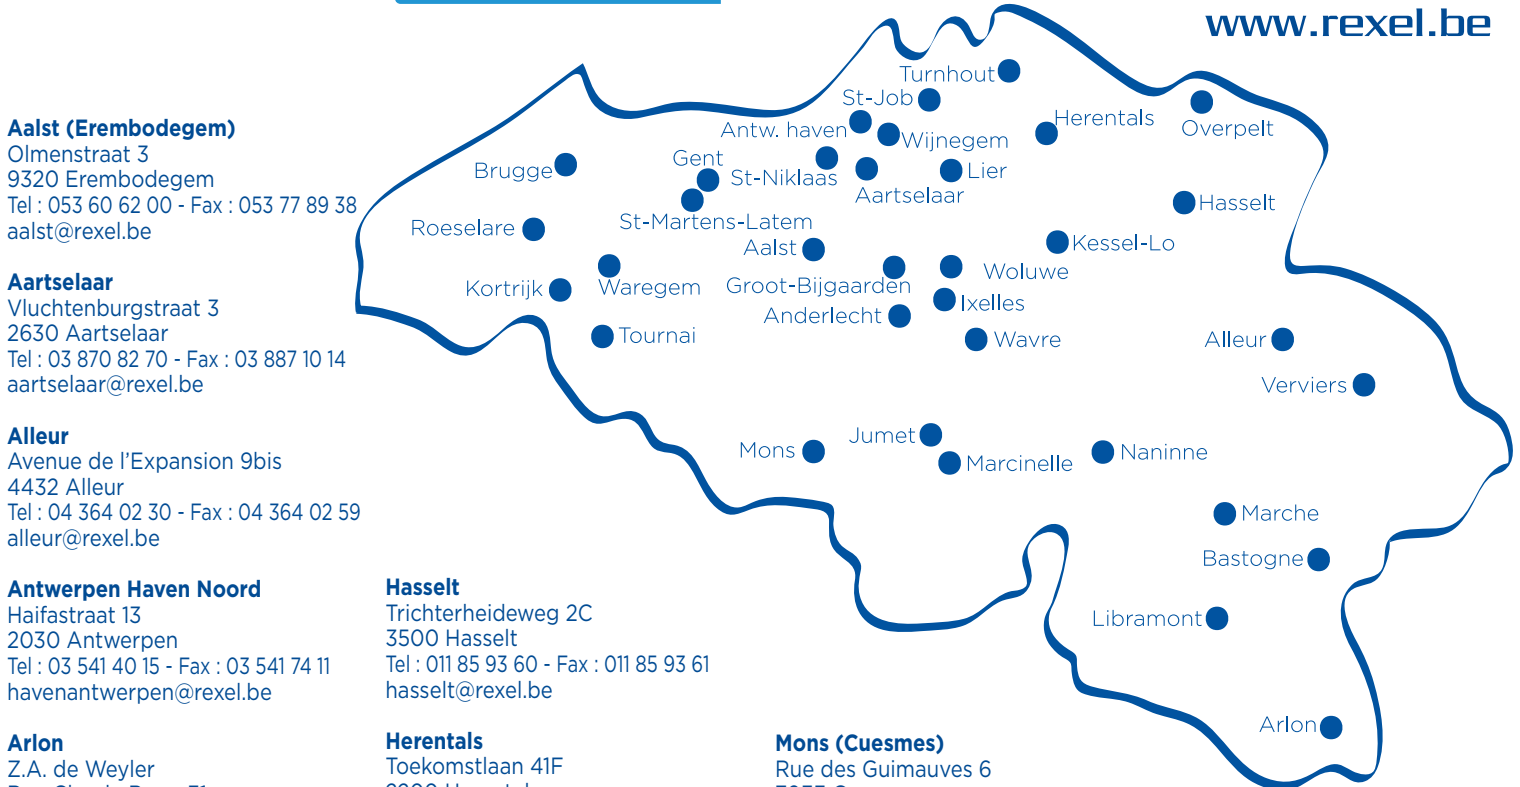 www.rexel.be
Turnhout
St-Job
Antw. haven
Herentals
Overpelt
Wijnegem
Brugge
Gent
St-Niklaas
Lier
Aartselaar
Hasselt
St-Martens-Latem
Roeselare
Aalst
Kessel-Lo
Woluwe
Kortrijk
Waregem
Groot-Bijgaarden
Ixelles
Anderlecht
Tournai
Wavre
Alleur
Verviers
Jumet
Mons
Marcinelle
Naninne
Marche
Bastogne
Libramont
Arlon
Aalst (Erembodegem)
Olmenstraat 3
9320 Erembodegem
Tel : 053 60 62 00 - Fax : 053 77 89 38
aalst@rexel.be
Aartselaar
Vluchtenburgstraat 3
2630 Aartselaar
Tel : 03 870 82 70 - Fax : 03 887 10 14
aartselaar@rexel.be
Alleur
Avenue de l'Expansion 9bis
4432 Alleur
Tel : 04 364 02 30 - Fax : 04 364 02 59
alleur@rexel.be
Antwerpen Haven Noord
Haifastraat 13
2030 Antwerpen
Tel : 03 541 40 15 - Fax : 03 541 74 11
havenantwerpen@rexel.be
Arlon
Z.A. de Weyler
Hasselt
Trichterheideweg 2C
3500 Hasselt
Tel : 011 85 93 60 - Fax : 011 85 93 61
hasselt@rexel.be
Herentals
Toekomstlaan 41F
Mons (Cuesmes)
Rue des Guimauves 6